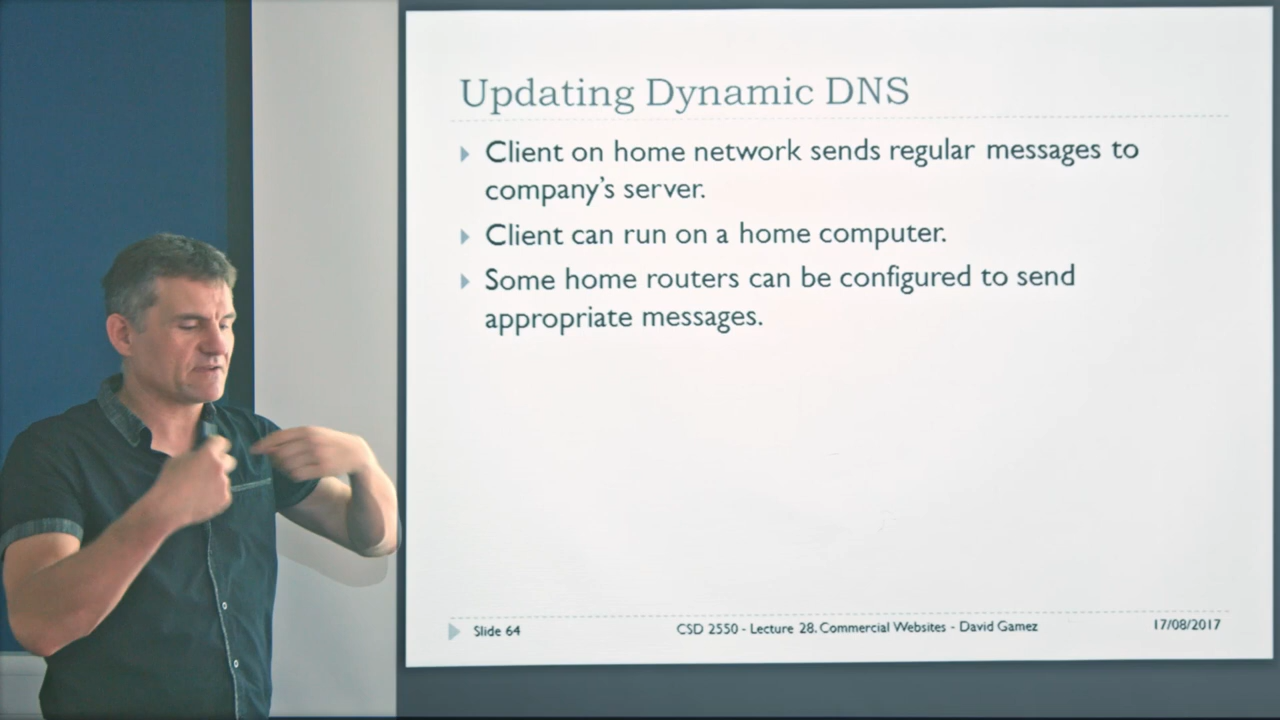 Updating Dynamic DNS
Client on home network sends regular messages to
company's server.
Client can run on a home computer.
Some home routers can be configured to send
appropriate messages.
Slide 64
CSD 2550 - Lecture 28. Commercial Websites - David Gamez
17/08/2017